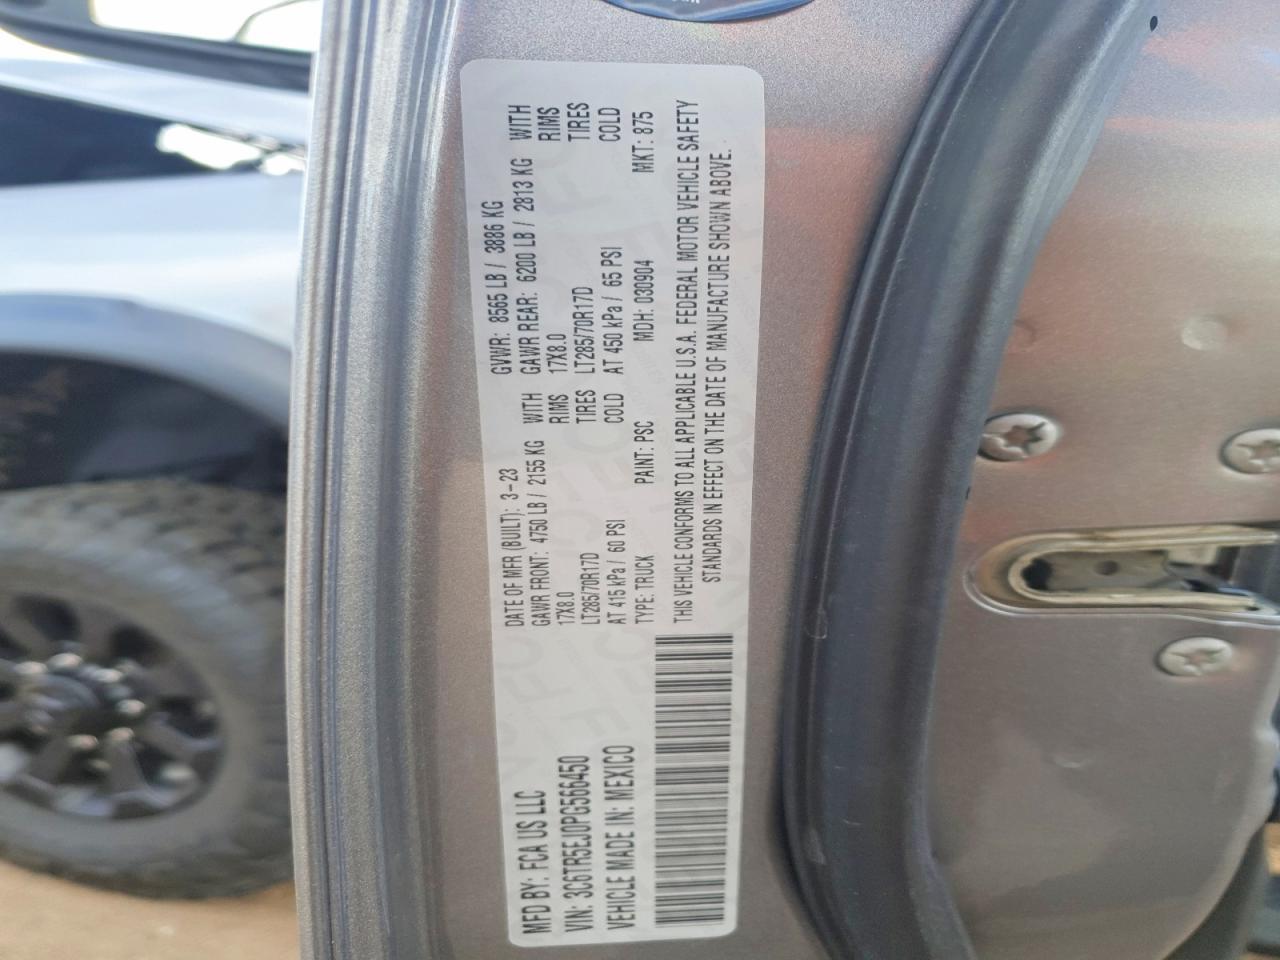 MFD BY: FCA US LLC
DATE OF MFR (BUILT): 3-23
GVWR: 8565 LB / 3886 KG
GAWR FRONT: 4750 LB / 2155 KG WITH
GAWR REAR: 6200 LB / 2813 KG WITH
17X8.0 RIMS
17X8.0 RIMS
LT285/70R17D TIRES
LT285/70R17D TIRES
AT 415 kPa / 60 PSI COLD
AT 450 kPa / 65 PSI COLD
VIN: 3C6TR5EJ0PG566450
TYPE: TRUCK PAINT: PSC MDH: 030904 MKT: 875
VEHICLE MADE IN: MEXICO
THIS VEHICLE CONFORMS TO ALL APPLICABLE U.S.A. FEDERAL MOTOR VEHICLE SAFETY
STANDARDS IN EFFECT ON THE DATE OF MANUFACTURE SHOWN ABOVE.